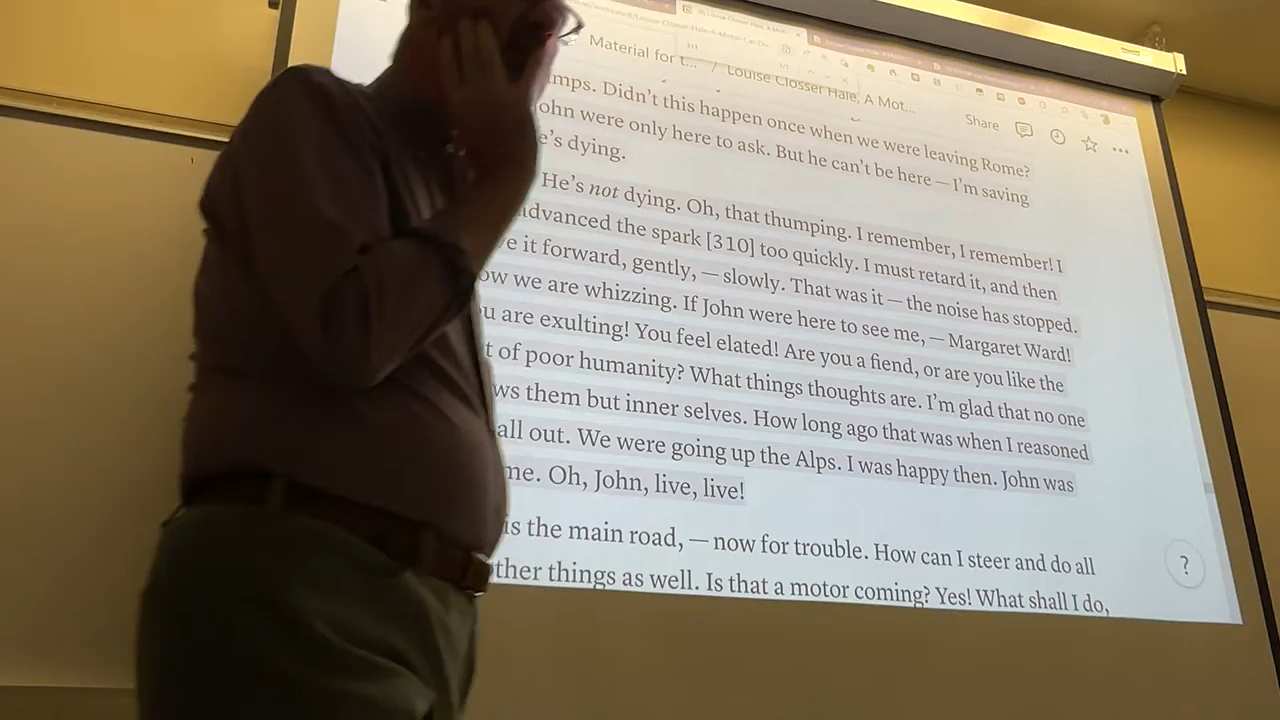 Material for t... / Louise Closser Hale, A Mot...
Share
mps. Didn't this happen once when we were leaving Rome?
ohn were only here to ask. But he can't be here — I'm saving
e's dying.
He's not dying. Oh, that thumping. I remember, I remember! I
advanced the spark [310] too quickly. I must retard it, and then
e it forward, gently, — slowly. That was it — the noise has stopped.
ow we are whizzing. If John were here to see me, — Margaret Ward!
u are exulting! You feel elated! Are you a fiend, or are you like the
t of poor humanity? What things thoughts are. I'm glad that no one
ws them but inner selves. How long ago that was when I reasoned
all out. We were going up the Alps. I was happy then. John was
me. Oh, John, live, live!
is the main road, — now for trouble. How can I steer and do all
ther things as well. Is that a motor coming? Yes! What shall I do,
?